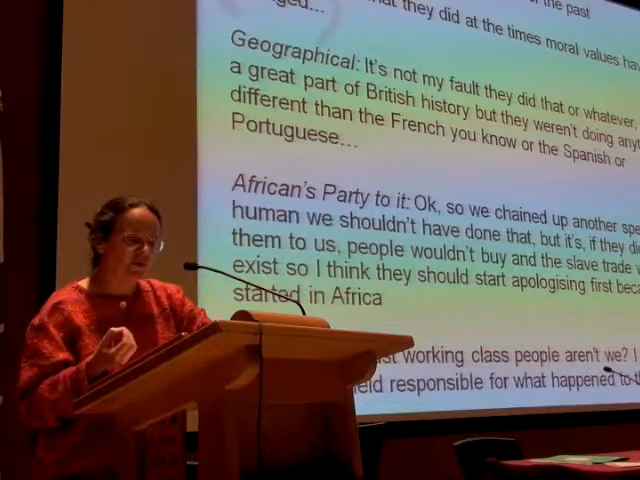 of the past
they did at the times moral values hav
Geographical: It's not my fault they did that or whatever,
a great part of British history but they weren't doing anyt
different than the French you know or the Spanish or
Portuguese…
African's Party to it: Ok, so we chained up another spe
human we shouldn't have done that, but it's, if they di
them to us, people wouldn't buy and the slave trade w
exist so I think they should start apologising first beca
started in Africa
working class people aren't we? I
held responsible for what happened to t